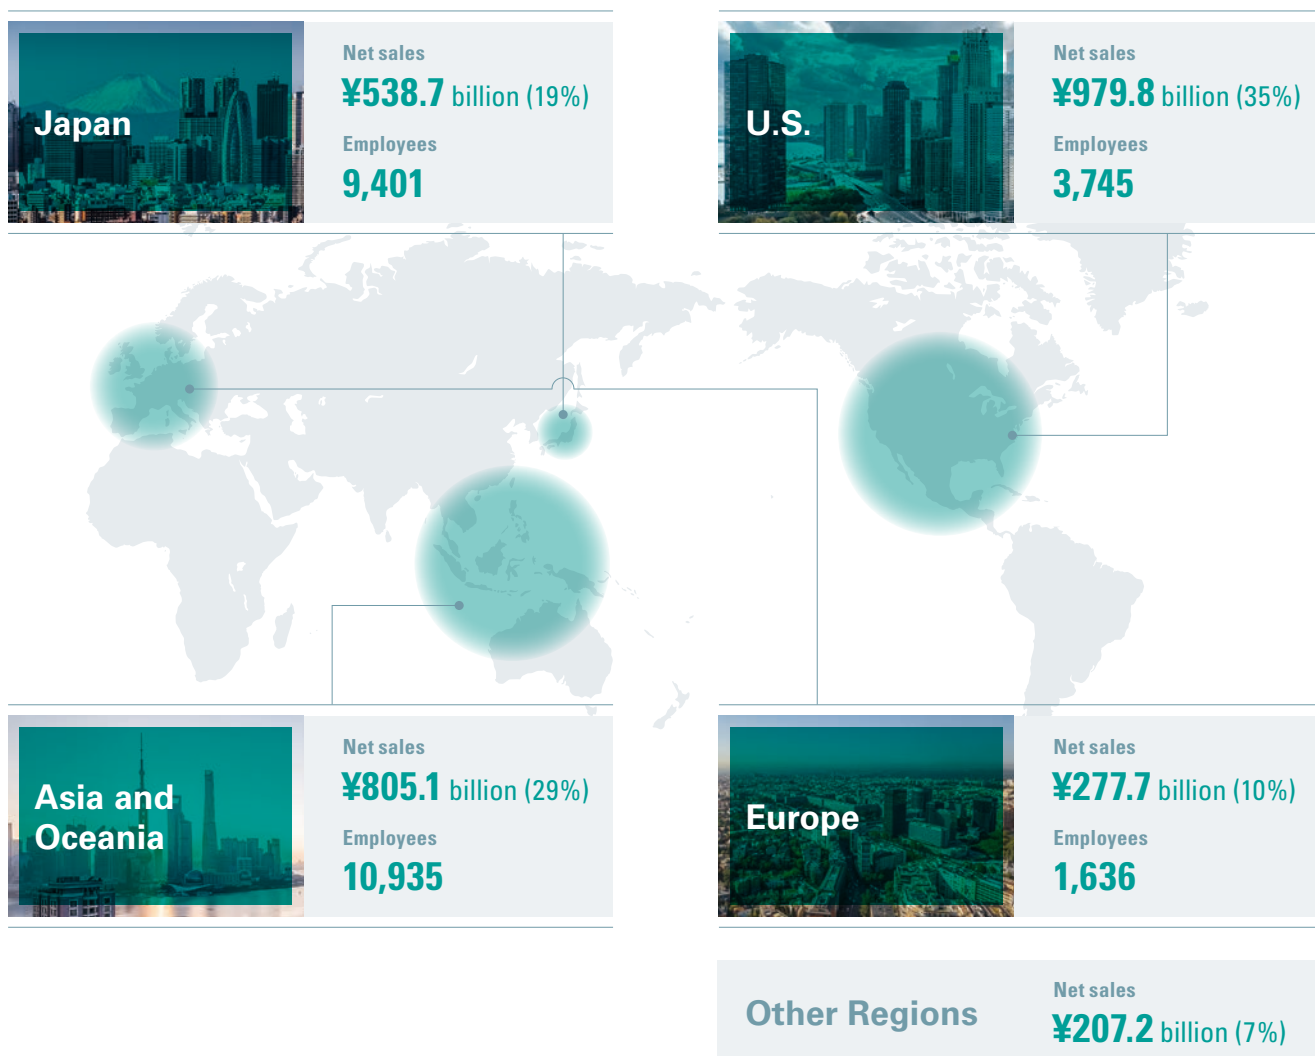 Japan
Net sales
¥538.7 billion (19%)
Employees
9,401
U.S.
Net sales
¥979.8 billion (35%)
Employees
3,745
Asia and
Oceania
Net sales
¥805.1 billion (29%)
Employees
10,935
Europe
Net sales
¥277.7 billion (10%)
Employees
1,636
Other Regions
Net sales
¥207.2 billion (7%)